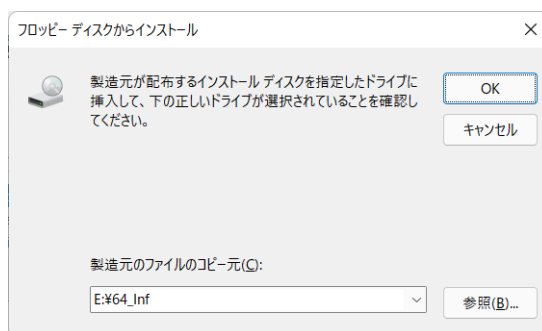 フロッピー ディスクからインストール
製造元が配布するインストール ディスクを指定したドライブに
挿入して、下の正しいドライブが選択されていることを確認し
てください。
OK
キャンセル
製造元のファイルのコピー元(C):
E:¥64_Inf
参照(B)...